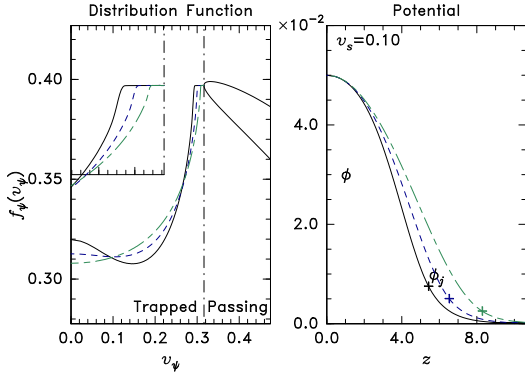 Distribution Function
Potential
×10⁻²
v_s=0.10
0.40
0.35
0.30
f_ψ(v_ψ)
Trapped
Passing
0.0
0.1
0.2
0.3
0.4
v_ψ
4.0
2.0
0.0
ϕ
ϕ_j
0.0
4.0
8.0
z